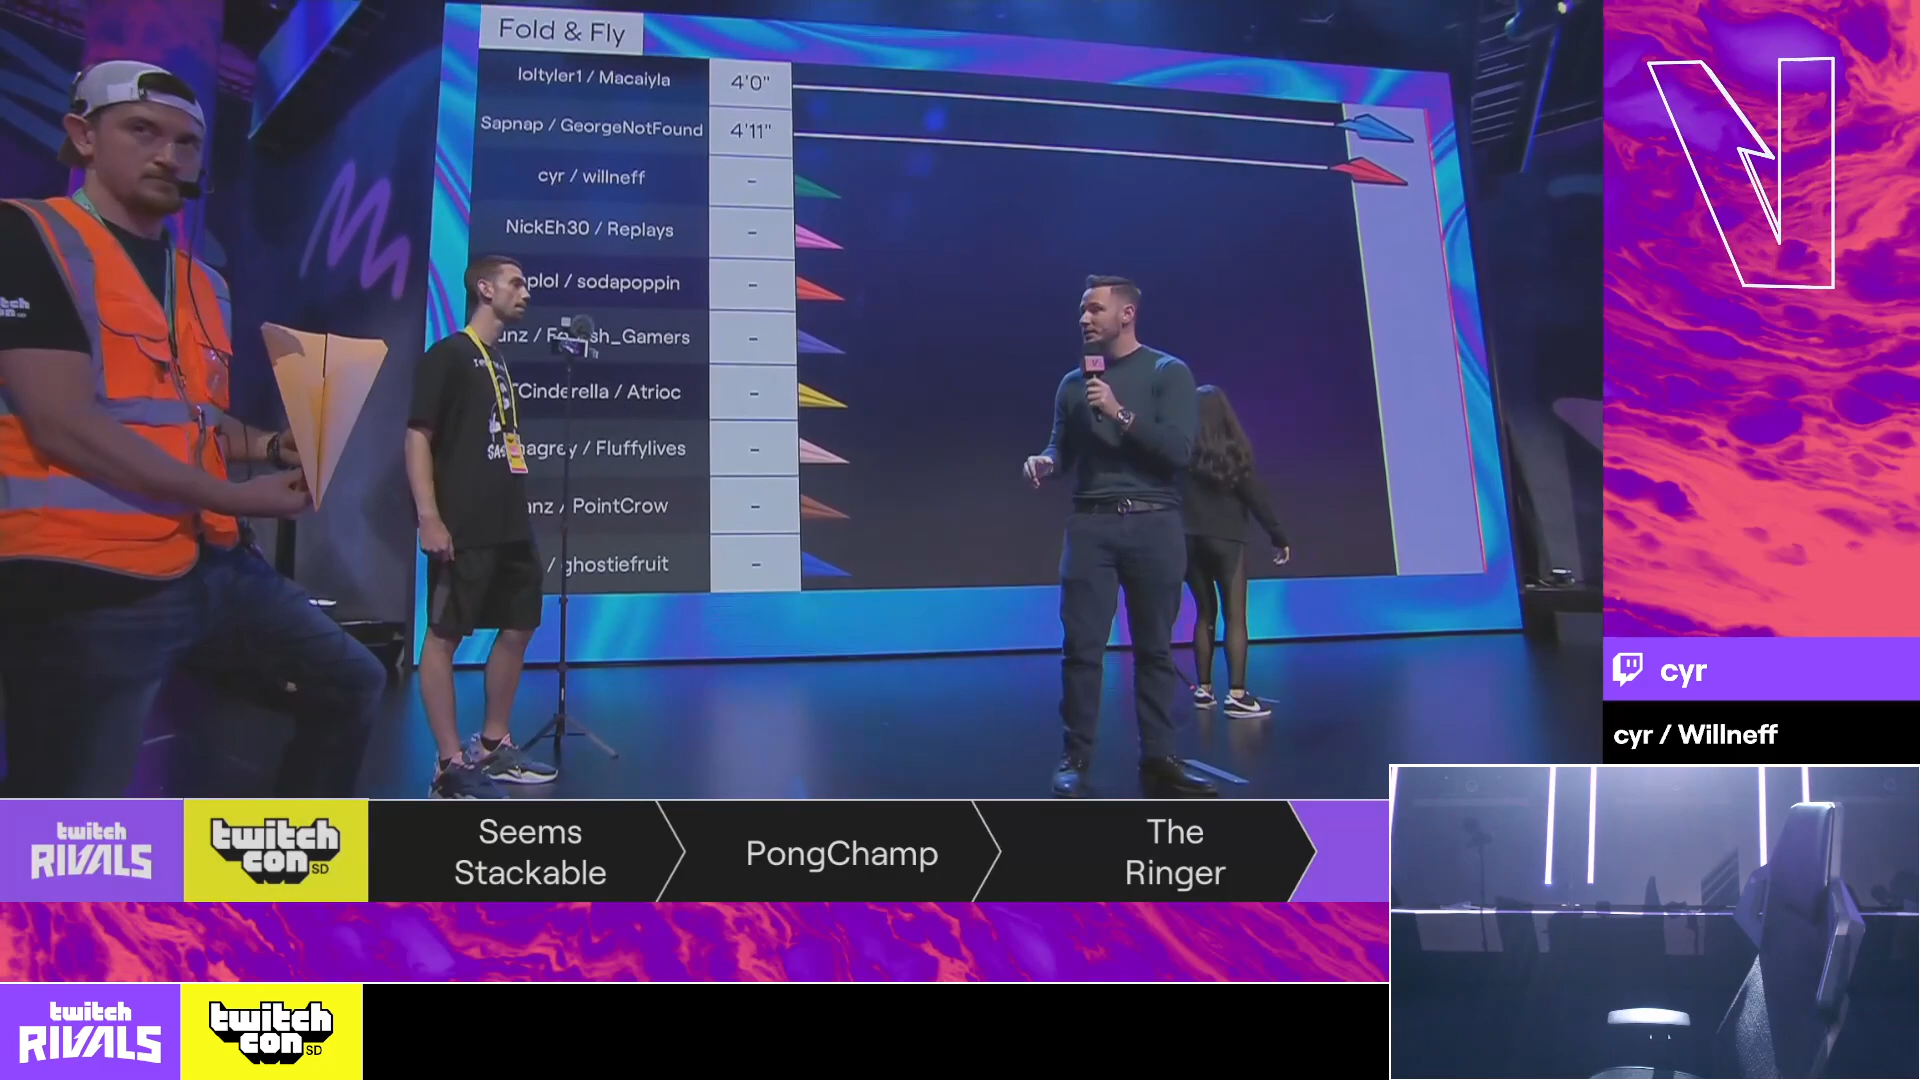 Fold & Fly
loltyler1 / Macaiyla
4'0"
Sapnap / GeorgeNotFound
4'11"
cyr / willneff
-
NickEh30 / Replays
-
/ sodapoppin
-
-
/ Atrioc
-
/ Fluffylives
-
/ PointCrow
-
/ ghostiefruit
-
twitch
RIVALS
twitch
con SD
Seems
Stackable
PongChamp
The
Ringer
cyr
cyr / Willneff
twitch
RIVALS
twitch
con SD